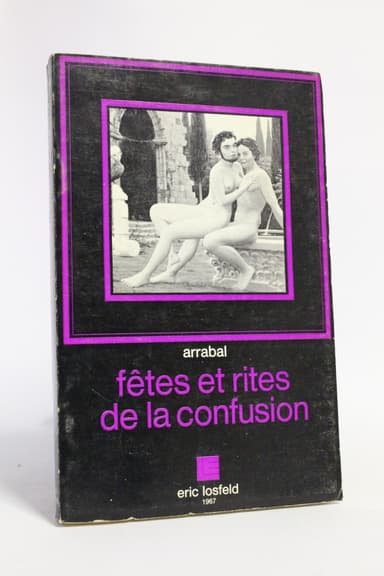 arrabal
fêtes et rites
de la confusion
eric losfeld
1967